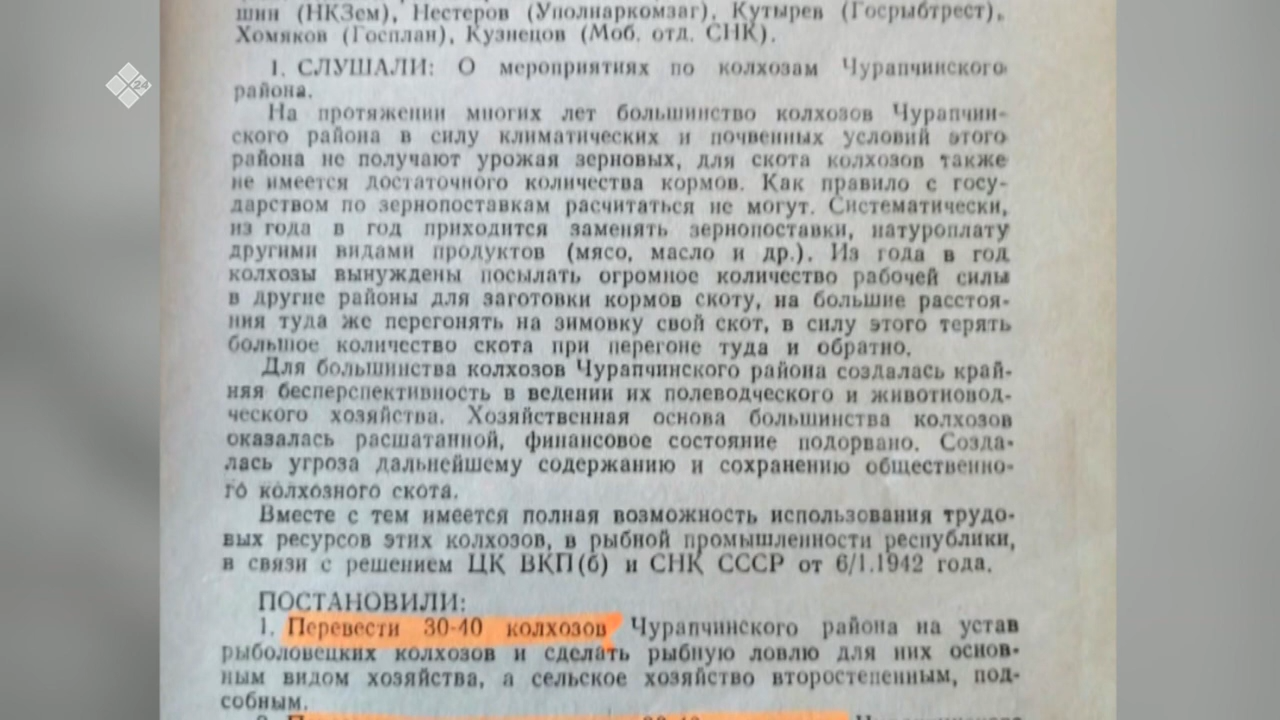 шин (НКЗем), Нестеров (Уполнаркомзаг), Кутырев (Госрыбтрест),
Хомяков (Госплан), Кузнецов (Моб. отд. СНК).
Х24
1. СЛУШАЛИ: О мероприятиях по колхозам Чурапчинского
района.
На протяжении многих лет большинство колхозов Чурапчин-
ского района в силу климатических и почвенных условий этого
района не получают урожая зерновых, для скота колхозов также
не имеется достаточного количества кормов. Как правило с госу-
дарством по зернопоставкам расчитаться не могут. Систематически,
из года в год приходится заменять зернопоставки, натуроплату
другими видами продуктов (мясо, масло и др.). Из года в год
колхозы вынуждены посылать огромное количество рабочей силы
в другие районы для заготовки кормов скоту, на большие расстоя-
ния туда же перегонять на зимовку свой скот, в силу этого терять
большое количество скота при перегоне туда и обратно.
Для большинства колхозов Чурапчинского района создалась край-
няя бесперспективность в ведении их полеводческого и животновод-
ческого хозяйства. Хозяйственная основа большинства колхозов
оказалась расшатанной, финансовое состояние подорвано. Созда-
лась угроза дальнейшему содержанию и сохранению общественно-
го колхозного скота.
Вместе с тем имеется полная возможность использования трудо-
вых ресурсов этих колхозов, в рыбной промышленности республики,
в связи с решением ЦК ВКП(б) и СНК СССР от 6/1.1942 года.
ПОСТАНОВИЛИ:
1. Перевести 30-40 колхозов Чурапчинского района на устав
рыболовецких колхозов и сделать рыбную ловлю для них основ-
ным видом хозяйства, а сельское хозяйство второстепенным, под-
собным.